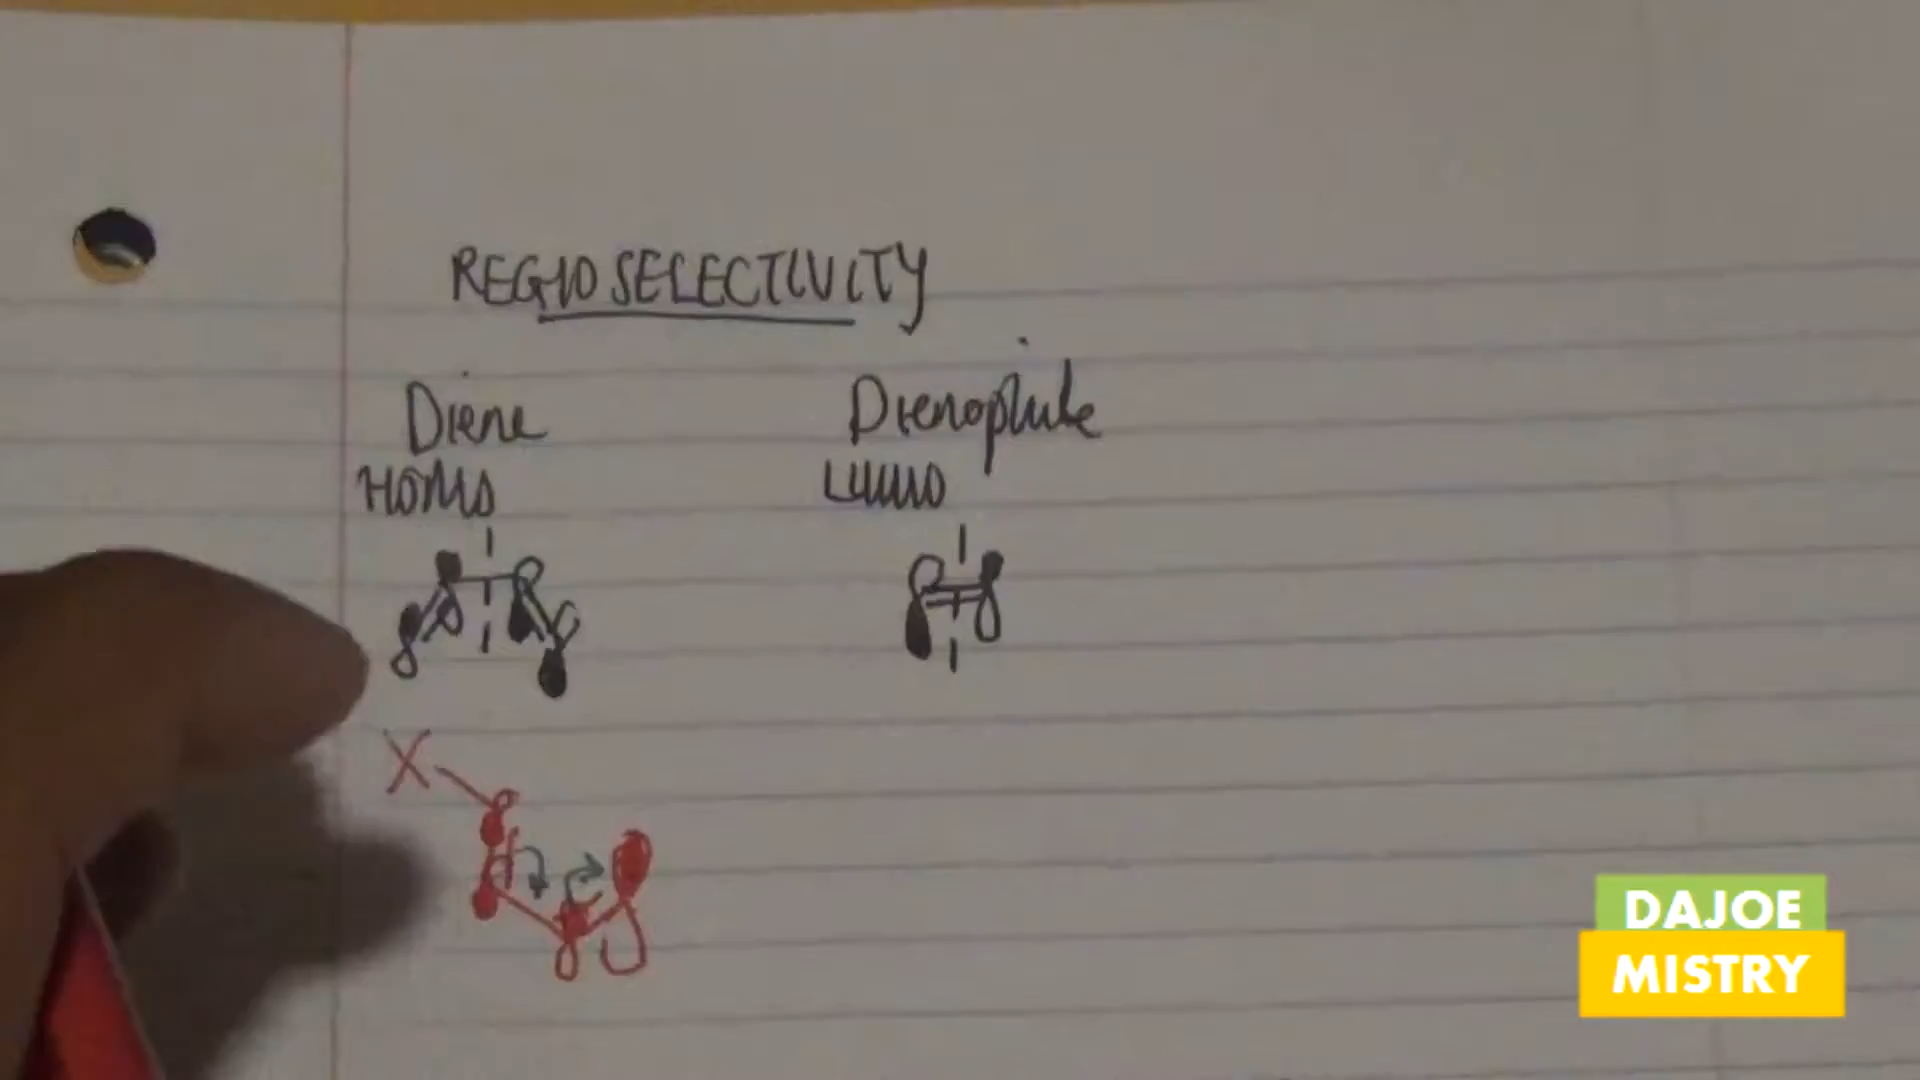 REGIOSELECTIVITY
Diene
Dienophile
HOMO
LUMO
X
DAJOE
MISTRY